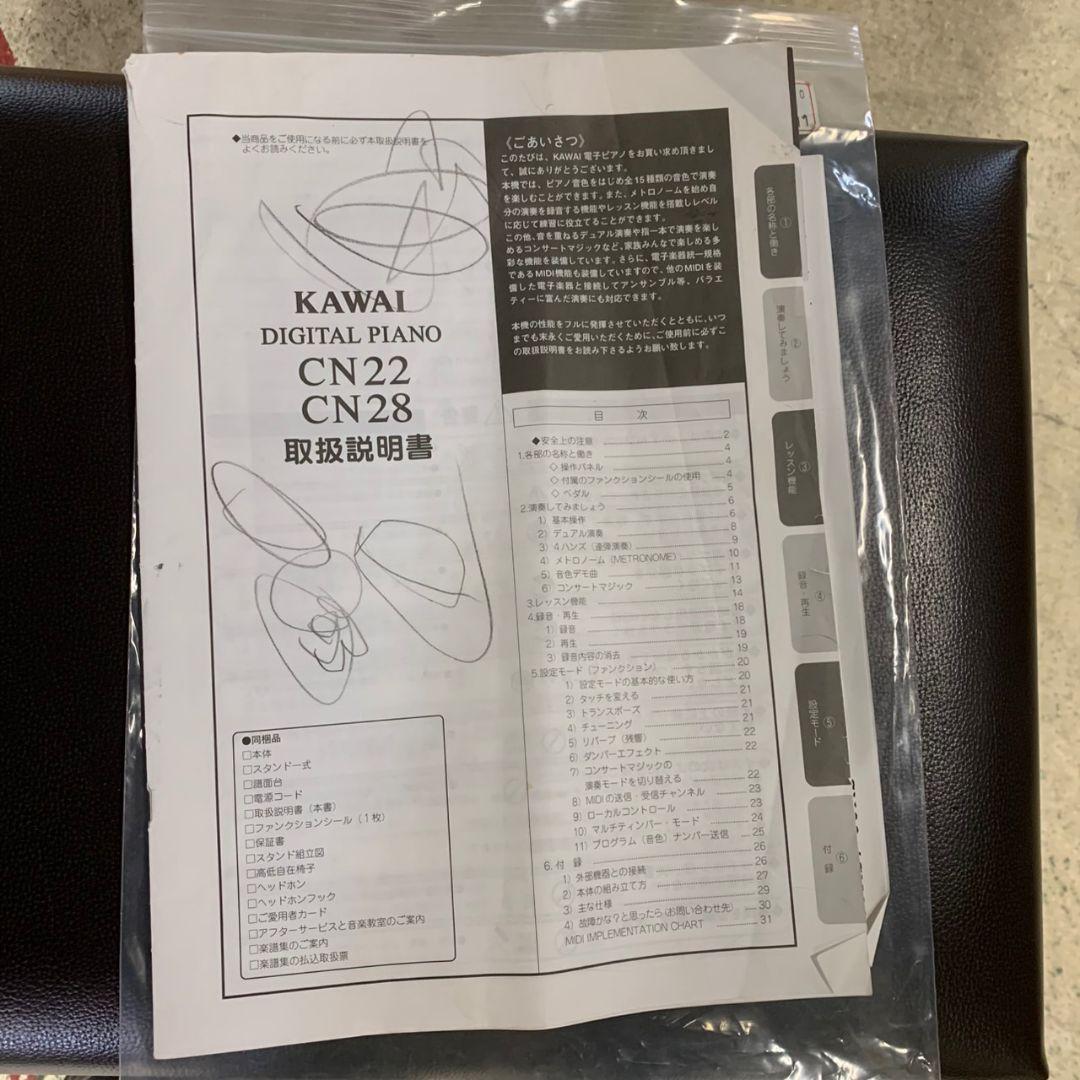 ◆当商品をご使用になる前に必ず本取扱説明書を
よくお読みください。
KAWAI
DIGITAL PIANO
CN22
CN28
取扱説明書
●同梱品
□本体
□スタンド一式
□譜面台
□電源コード
□取扱説明書（本書）
□ファンクションシール（1枚）
□保証書
□スタンド組立図
□高低自在椅子
□ヘッドホン
□ヘッドホンフック
□ご愛用者カード
□アフターサービスと音楽教室のご案内
□楽譜集のご案内
□楽譜集の払込取扱票
《ごあいさつ》
このたびは、KAWAI 電子ピアノをお買い求め頂きまし
て、誠にありがとうございます。
本機では、ピアノ音色をはじめ全15種類の音色で演奏
を楽しむことができます。また、メトロノームを始め自
分の演奏を録音する機能やレッスン機能を搭載しレベル
に応じて練習に役立てることができます。
この他、音を重ねるデュアル演奏や指一本で演奏を楽し
めるコンサートマジックなど、家族みんなで楽しめる多
彩な機能を装備しています。さらに、電子楽器統一規格
であるMIDI機能も装備していますので、他のMIDIを装
備した電子楽器と接続してアンサンブル等、バラエ
ティーに富んだ演奏にも対応できます。
本機の性能をフルに発揮させていただくとともに、いつ
までも末永くご愛用いただくために、ご使用前に必ずこ
の取扱説明書をお読み下さるようお願い致します。
目 次
◆安全上の注意 2
1.各部の名称と働き 4
◇操作パネル 4
◇付属のファンクションシールの使用 4
◇ペダル 5
2.演奏してみましょう 6
1）基本操作 6
2）デュアル演奏 8
3）4ハンズ（連弾演奏） 9
4）メトロノーム（METRONOME） 10
5）音色デモ曲 11
6）コンサートマジック 13
3.レッスン機能 14
4.録音・再生 18
1）録音 18
2）再生 19
3）録音内容の消去 19
5.設定モード（ファンクション） 20
1）設定モードの基本的な使い方 20
2）タッチを変える 21
3）トランスポーズ 21
4）チューニング 21
5）リバーブ（残響） 22
6）ダンパーエフェクト 22
7）コンサートマジックの
演奏モードを切り替える 22
8）MIDIの送信・受信チャンネル 23
9）ローカルコントロール 23
10）マルチティンバー・モード 24
11）プログラム（音色）ナンバー送信 25
6.付 録 26
1）外部機器との接続 26
2）本体の組み立て方 27
3）主な仕様 29
4）故障かな？と思ったら（お問い合わせ先） 30
MIDI IMPLEMENTATION CHART 31
①各部の名称と働き
②演奏してみましょう
③レッスン機能
④録音・再生
⑤設定モード
⑥付録